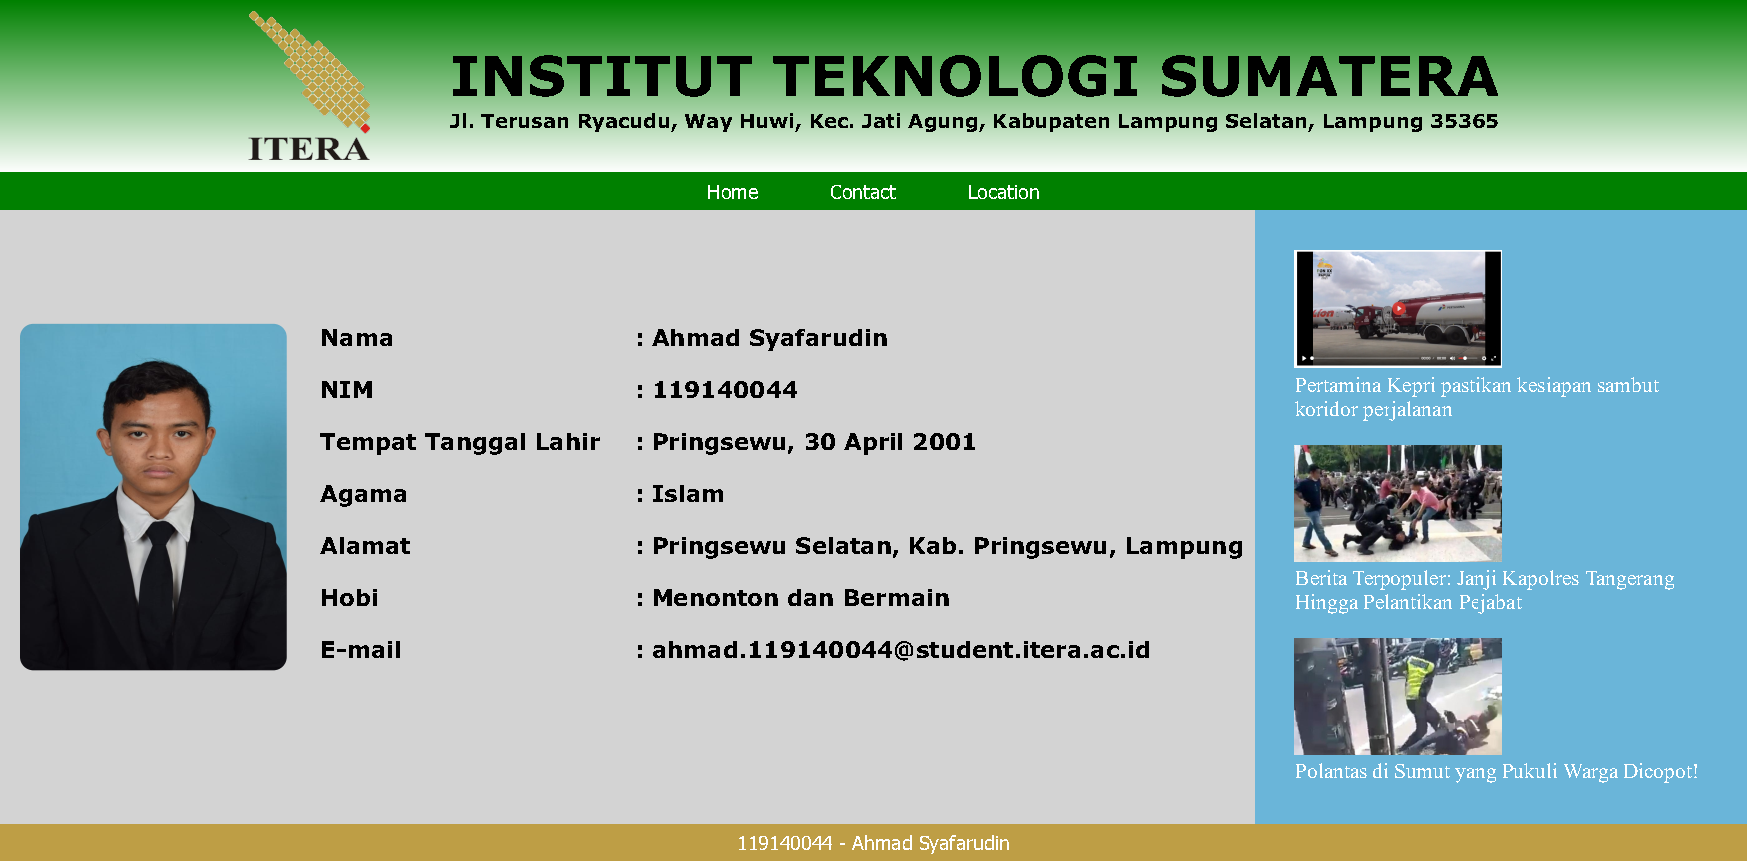 ITERA
INSTITUT TEKNOLOGI SUMATERA
Jl. Terusan Ryacudu, Way Huwi, Kec. Jati Agung, Kabupaten Lampung Selatan, Lampung 35365
Home Contact Location
Nama : Ahmad Syafarudin
NIM : 119140044
Tempat Tanggal Lahir : Pringsewu, 30 April 2001
Agama : Islam
Alamat : Pringsewu Selatan, Kab. Pringsewu, Lampung
Hobi : Menonton dan Bermain
E-mail : ahmad.119140044@student.itera.ac.id
Pertamina Kepri pastikan kesiapan sambut
koridor perjalanan
Berita Terpopuler: Janji Kapolres Tangerang
Hingga Pelantikan Pejabat
Polantas di Sumut yang Pukuli Warga Dicopot!
119140044 - Ahmad Syafarudin